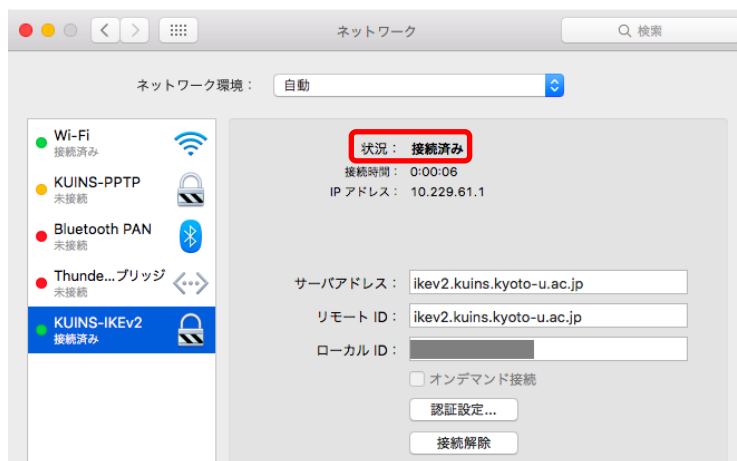 ネットワーク
検索
ネットワーク環境：
自動
Wi-Fi
接続済み
KUINS-PPTP
未接続
Bluetooth PAN
未接続
Thunde...ブリッジ
未接続
KUINS-IKEv2
接続済み
状況： 接続済み
接続時間： 0:00:06
IP アドレス： 10.229.61.1
サーバアドレス： ikev2.kuins.kyoto-u.ac.jp
リモート ID： ikev2.kuins.kyoto-u.ac.jp
ローカル ID：
オンデマンド接続
認証設定...
接続解除